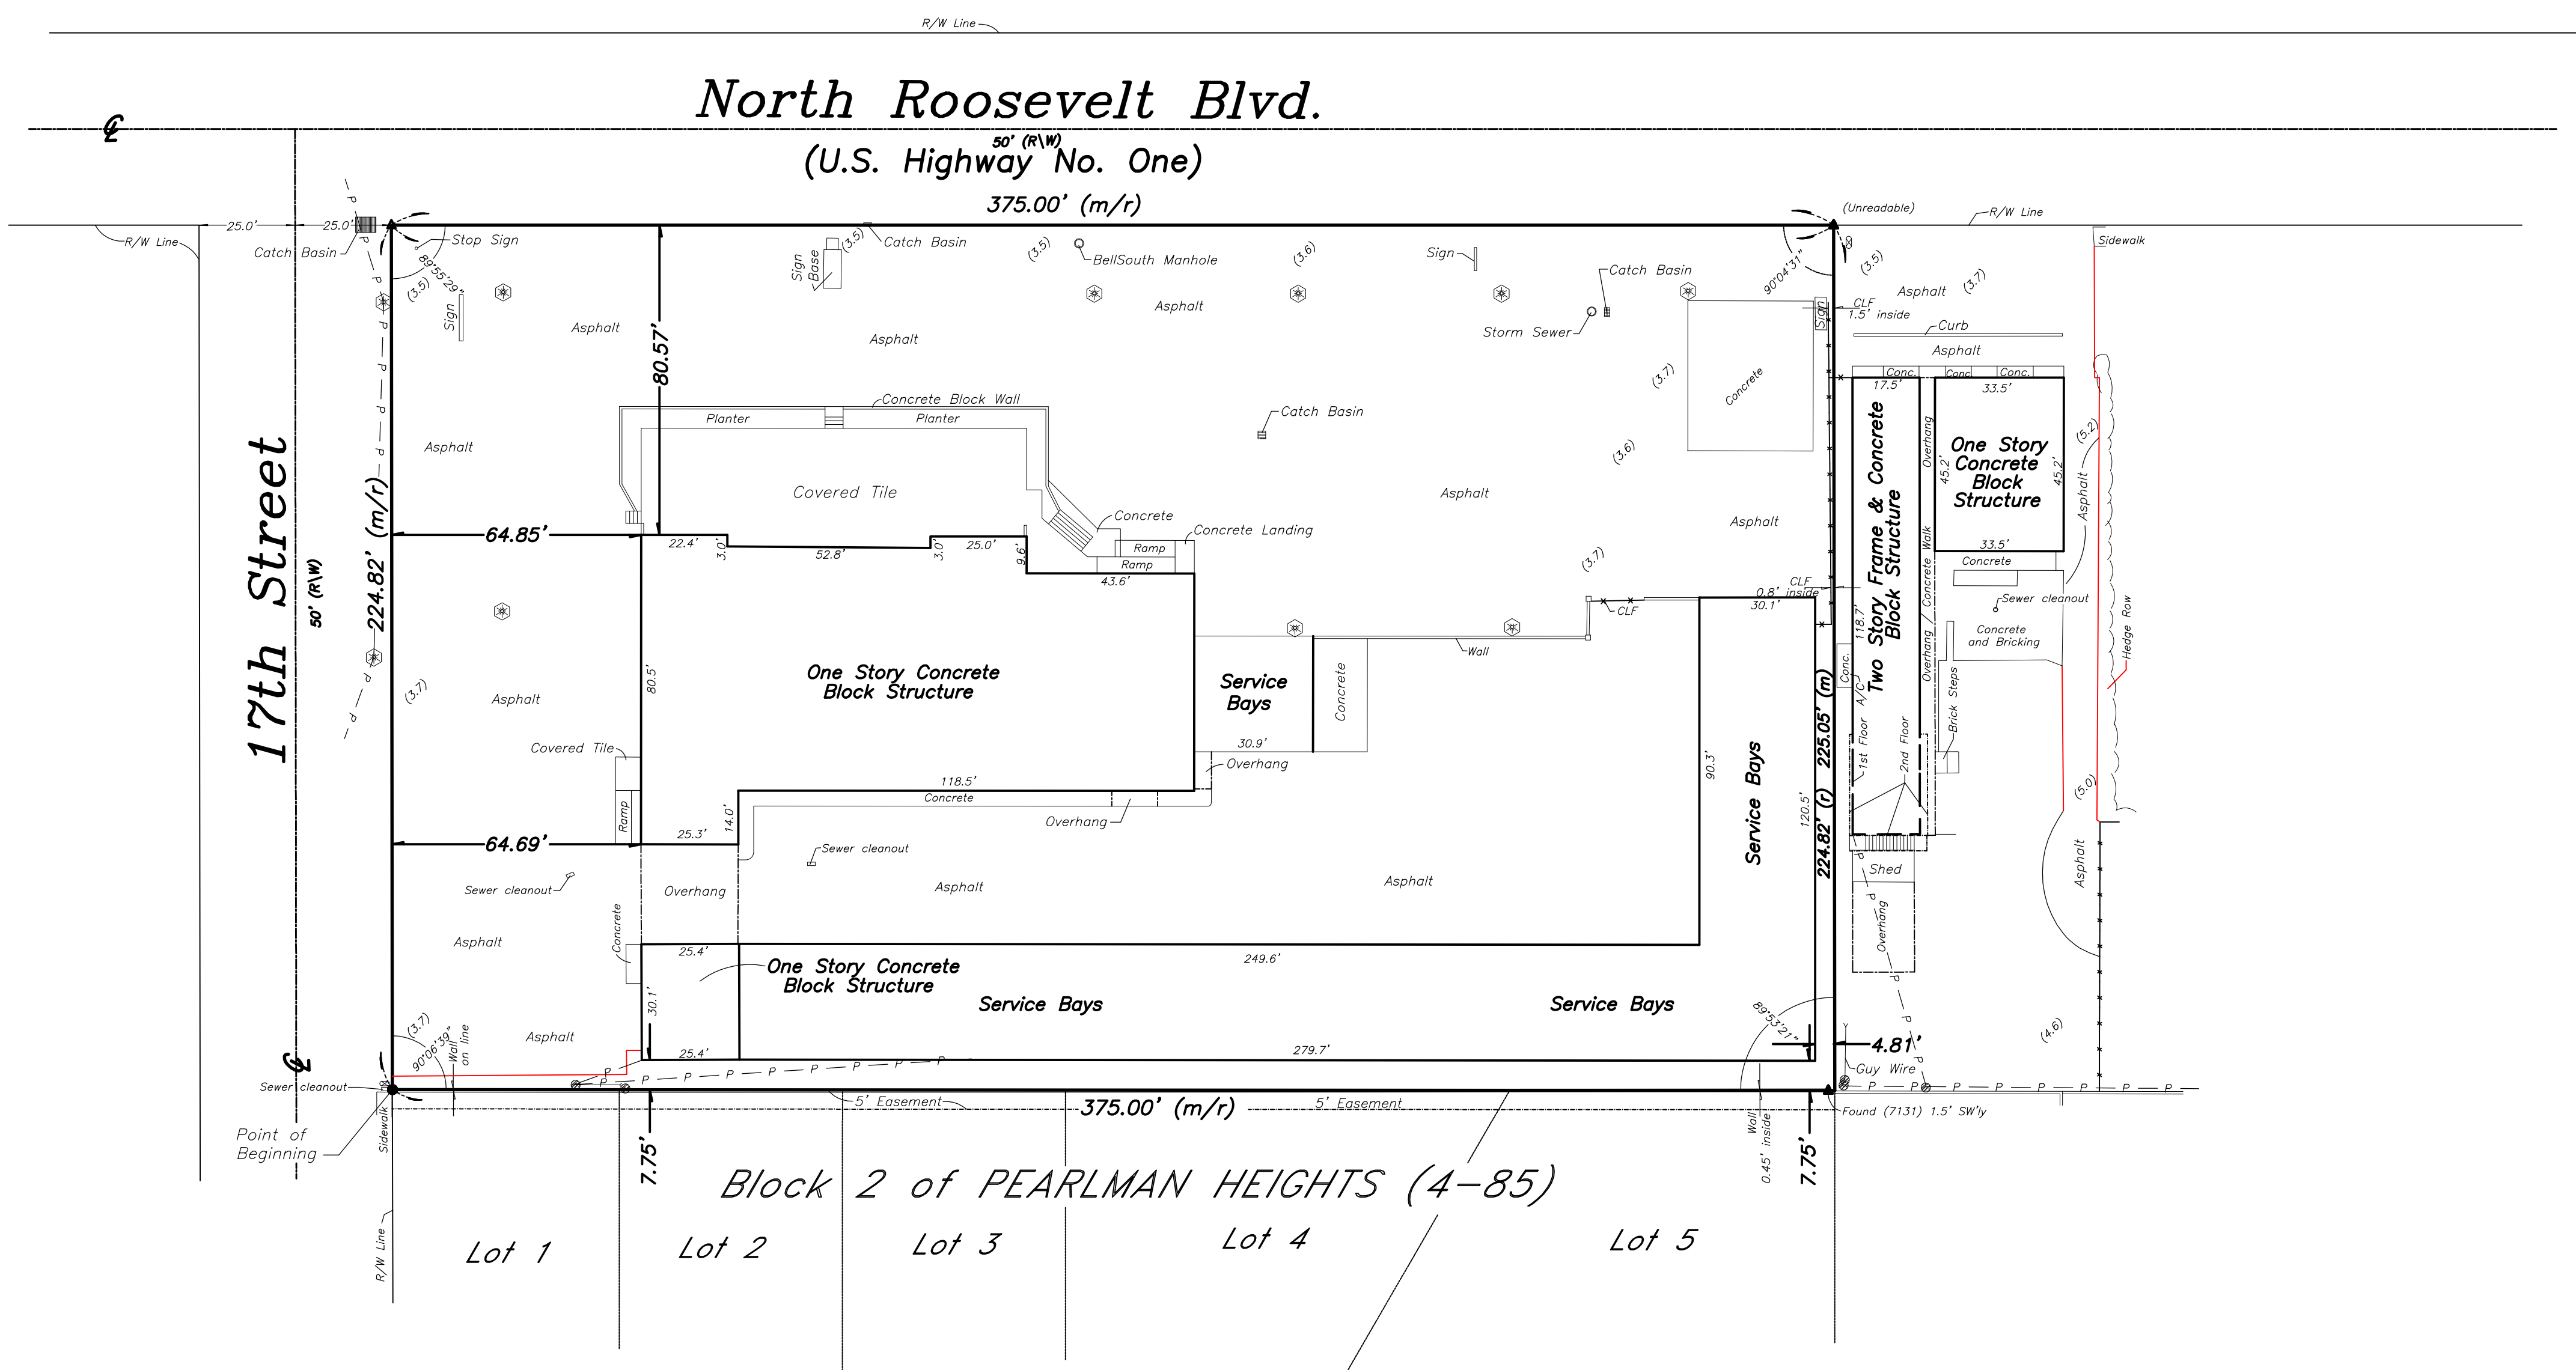 R/W Line
North Roosevelt Blvd.
℄
50' (R\W)
(U.S. Highway No. One)
375.00' (m/r)
(Unreadable)
R/W Line
25.0'
25.0'
R/W Line
Catch Basin
Stop Sign
89°55'29"
(3.5)
Sign
Sign
Base
(3.5)
Catch Basin
(3.5)
BellSouth Manhole
(3.6)
Sign
Catch Basin
Storm Sewer
90°04'31"
(3.5)
Sidewalk
(3.7)
Asphalt
CLF
1.5' inside
Sign
Curb
Asphalt
Asphalt
Asphalt
Asphalt
80.57'
(3.7)
Concrete
Conc.
Conc.
Conc.
17.5'
33.5'
Concrete Block Wall
Planter
Planter
Catch Basin
Asphalt
(3.6)
Covered Tile
Asphalt
Asphalt
Concrete
Concrete Landing
Ramp
Ramp
17th Street
50' (R\W)
224.82' (m/r)
64.85'
22.4'
3.0'
52.8'
3.0'
25.0'
9.6'
43.6'
(3.7)
CLF
0.8' inside
30.1'
CLF
Wall
Two Story Frame & Concrete
Block Structure
118.7'
Overhang
Concrete Walk
Overhang
One Story
Concrete
Block
Structure
45.2'
45.2'
33.5'
Concrete
Sewer cleanout
Concrete
and Bricking
(5.2)
Asphalt
Hedge Row
Brick Steps
Conc.
A/C
1st Floor
2nd Floor
(5.0)
Asphalt
(3.7)
Asphalt
80.5'
One Story Concrete
Block Structure
Service
Bays
Concrete
30.9'
Overhang
Covered Tile
Ramp
118.5'
Concrete
Overhang
14.0'
25.3'
64.69'
Sewer cleanout
Sewer cleanout
Overhang
Asphalt
Asphalt
90.3'
Service Bays
120.5'
225.05' (m)
224.82' (r)
Shed
Overhang
Asphalt
Concrete
25.4'
249.6'
One Story Concrete
Block Structure
30.1'
Service Bays
Service Bays
89°53'21"
4.81'
Guy Wire
(4.6)
(3.7)
90°06'39"
Wall
on line
Asphalt
25.4'
279.7'
P P P P P P P P P
P P P P P P P
℄
Sewer cleanout
5' Easement
375.00' (m/r)
5' Easement
Found (7131) 1.5' SW'ly
Point of
Beginning
Sidewalk
7.75'
Wall
0.45' inside
7.75'
Block 2 of PEARLMAN HEIGHTS (4-85)
R/W Line
Lot 1
Lot 2
Lot 3
Lot 4
Lot 5